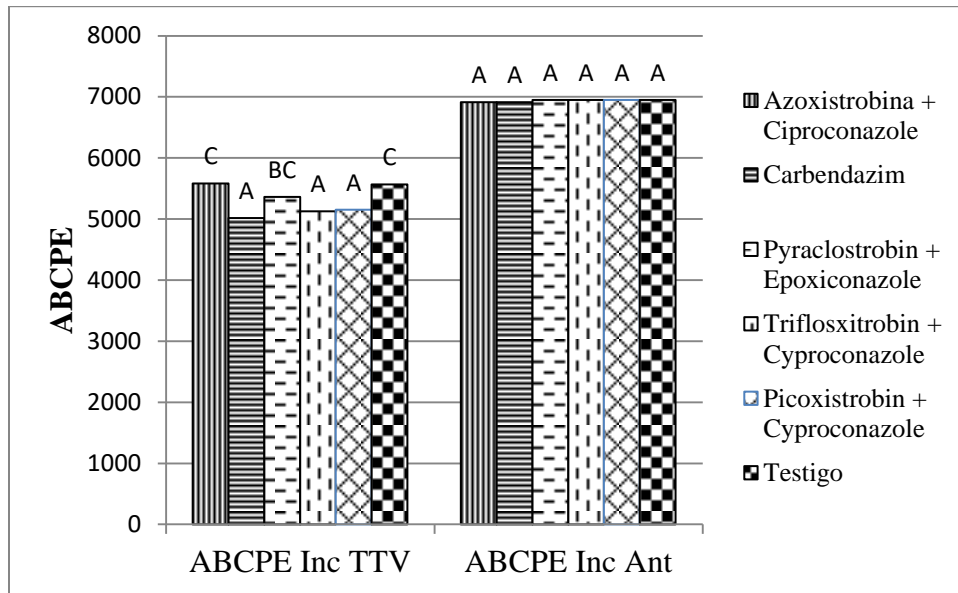 8000
7000
6000
5000
4000
3000
2000
1000
0
ABCPE
C
A
BC
A
A
C
A
A
A
A
A
A
ABCPE Inc TTV
ABCPE Inc Ant
Azoxistrobina +
Ciproconazole
Carbendazim
Pyraclostrobin +
Epoxiconazole
Triflosxitrobin +
Cyproconazole
Picoxistrobin +
Cyproconazole
Testigo